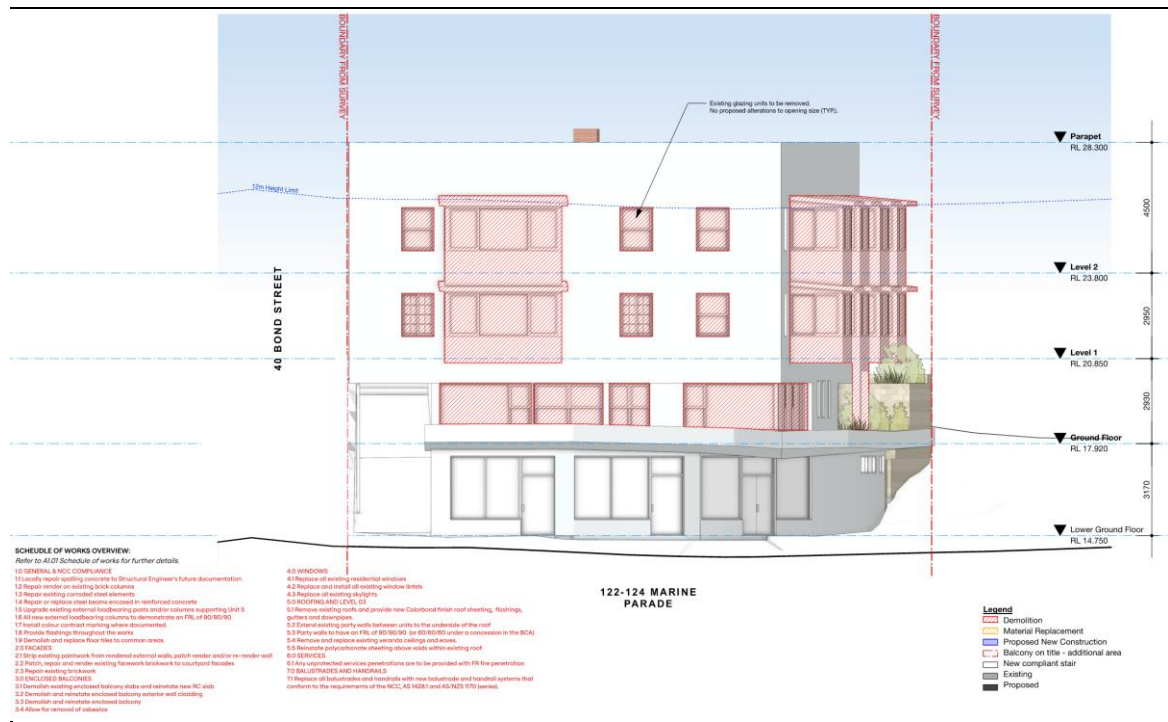 BOUNDARY FROM SURVEY
BOUNDARY FROM SURVEY
Existing glazing units to be removed.
No proposed alterations to opening size (TYP.).
12m Height Limit
Parapet
RL 28.300
4500
Level 2
RL 23.800
2950
Level 1
RL 20.850
2930
Ground Floor
RL 17.920
3170
Lower Ground Floor
RL 14.750
40 BOND STREET
122-124 MARINE
PARADE
SCHEUDLE OF WORKS OVERVIEW:
Refer to A1.01 Schedule of works for further details.
1.0 GENERAL & NCC COMPLIANCE
1.1 Locally repair spalling concrete to Structural Engineer's future documentation.
1.2 Repair render on existing brick columns
1.3 Repair existing corroded steel elements
1.4 Repair or replace steel beams encased in reinforced concrete
1.5 Upgrade existing external loadbearing posts and/or columns supporting Unit 5
1.6 All new external loadbearing columns to demonstrate an FRL of 90/90/90.
1.7 Install colour contrast marking where documented.
1.8 Provide flashings throughout the works
1.9 Demolish and replace floor tiles to common areas.
2.0 FACADES
2.1 Strip existing paintwork from rendered external walls, patch render and/or re-render wall
2.2 Patch, repair and render existing facework brickwork to courtyard facades
2.3 Repair existing brickwork
3.0 ENCLOSED BALCONIES
3.1 Demolish existing enclosed balcony slabs and reinstate new RC slab
3.2 Demolish and reinstate enclosed balcony exterior wall cladding
3.3 Demolish and reinstate enclosed balcony
3.4 Allow for removal of asbestos
4.0 WINDOWS
4.1 Replace all existing residential windows
4.2 Replace and install all existing window lintels
4.3 Replace all existing skylights
5.0 ROOFING AND LEVEL 03
5.1 Remove existing roofs and provide new Colorbond finish roof sheeting, flashings,
gutters and downpipes.
5.2 Extend existing party walls between units to the underside of the roof
5.3 Party walls to have an FRL of 90/90/90 (or 60/60/60 under a concession in the BCA)
5.4 Remove and replace existing veranda ceilings and eaves.
5.5 Reinstate polycarbonate sheeting above voids within existing roof.
6.0 SERVICES
6.1 Any unprotected services penetrations are to be provided with FR fire penetration
7.0 BALUSTRADES AND HANDRAILS
7.1 Replace all balustrades and handrails with new balustrade and handrail systems that
conform to the requirements of the NCC, AS 1428.1 and AS/NZS 1170 (series).
Legend
Demolition
Material Replacement
Proposed New Construction
Balcony on title - additional area
New compliant stair
Existing
Proposed